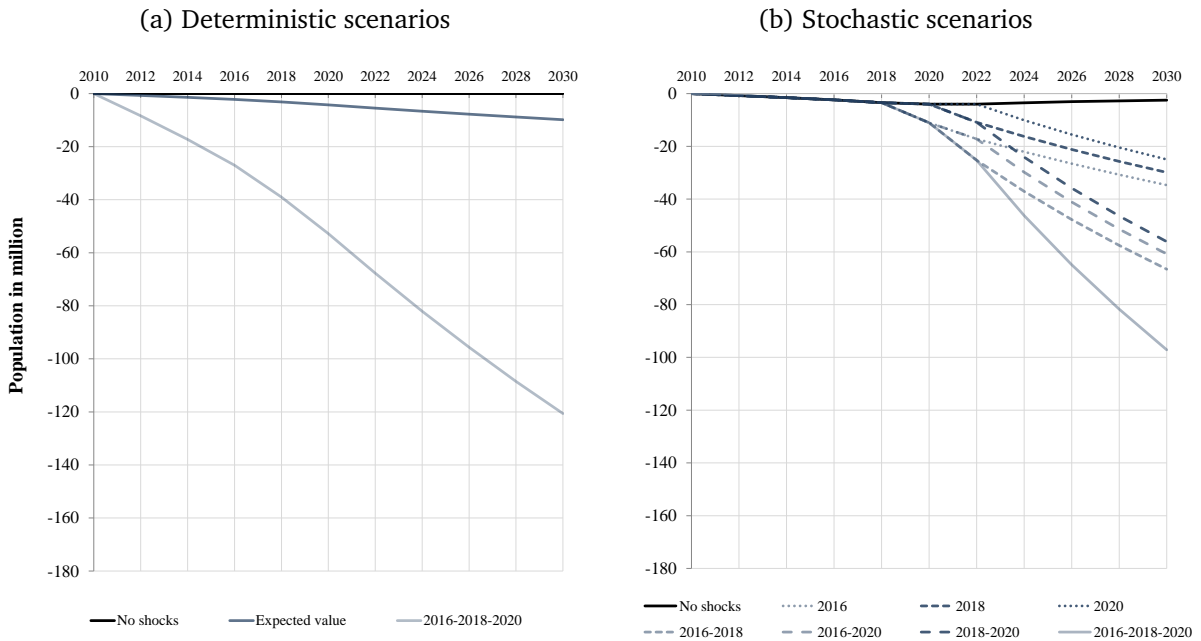 (a) Deterministic scenarios
(b) Stochastic scenarios
2010 2012 2014 2016 2018 2020 2022 2024 2026 2028 2030
0
-20
-40
-60
-80
-100
-120
-140
-160
-180
Population in million
No shocks Expected value 2016-2018-2020
2010 2012 2014 2016 2018 2020 2022 2024 2026 2028 2030
0
-20
-40
-60
-80
-100
-120
-140
-160
-180
No shocks 2016 2018 2020
2016-2018 2016-2020 2018-2020 2016-2018-2020